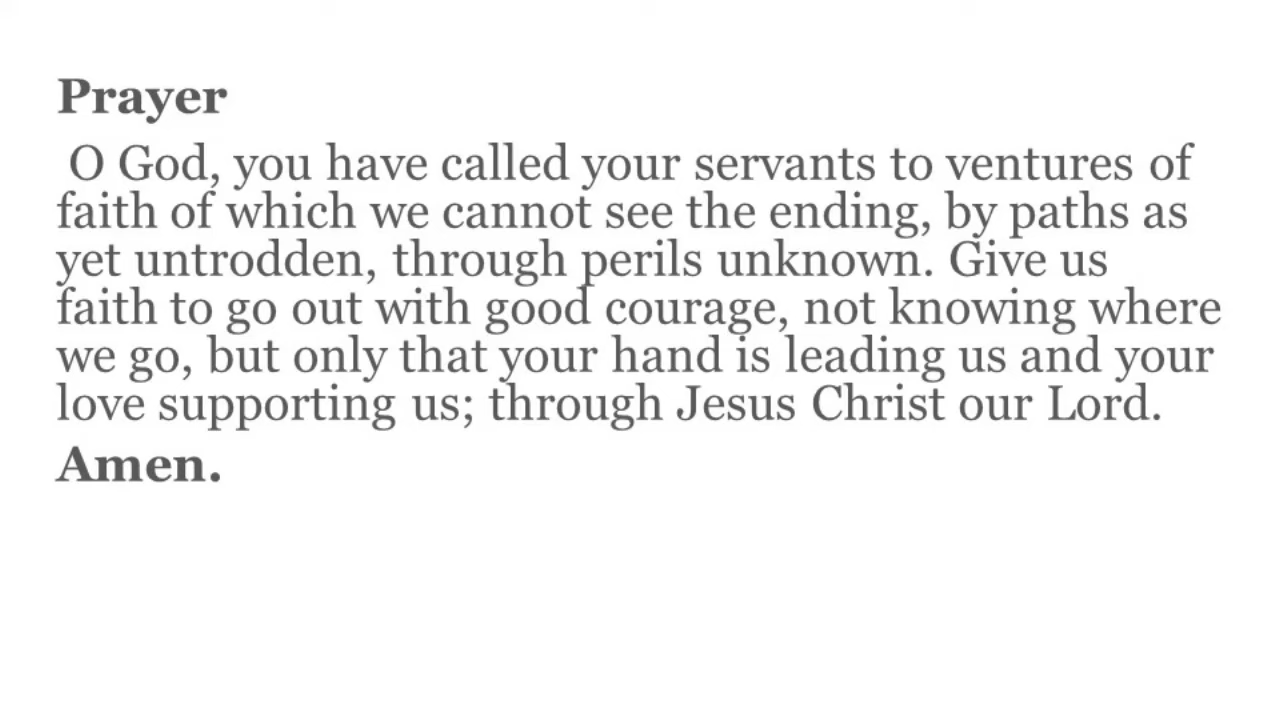 Prayer
O God, you have called your servants to ventures of
faith of which we cannot see the ending, by paths as
yet untrodden, through perils unknown. Give us
faith to go out with good courage, not knowing where
we go, but only that your hand is leading us and your
love supporting us; through Jesus Christ our Lord.
Amen.